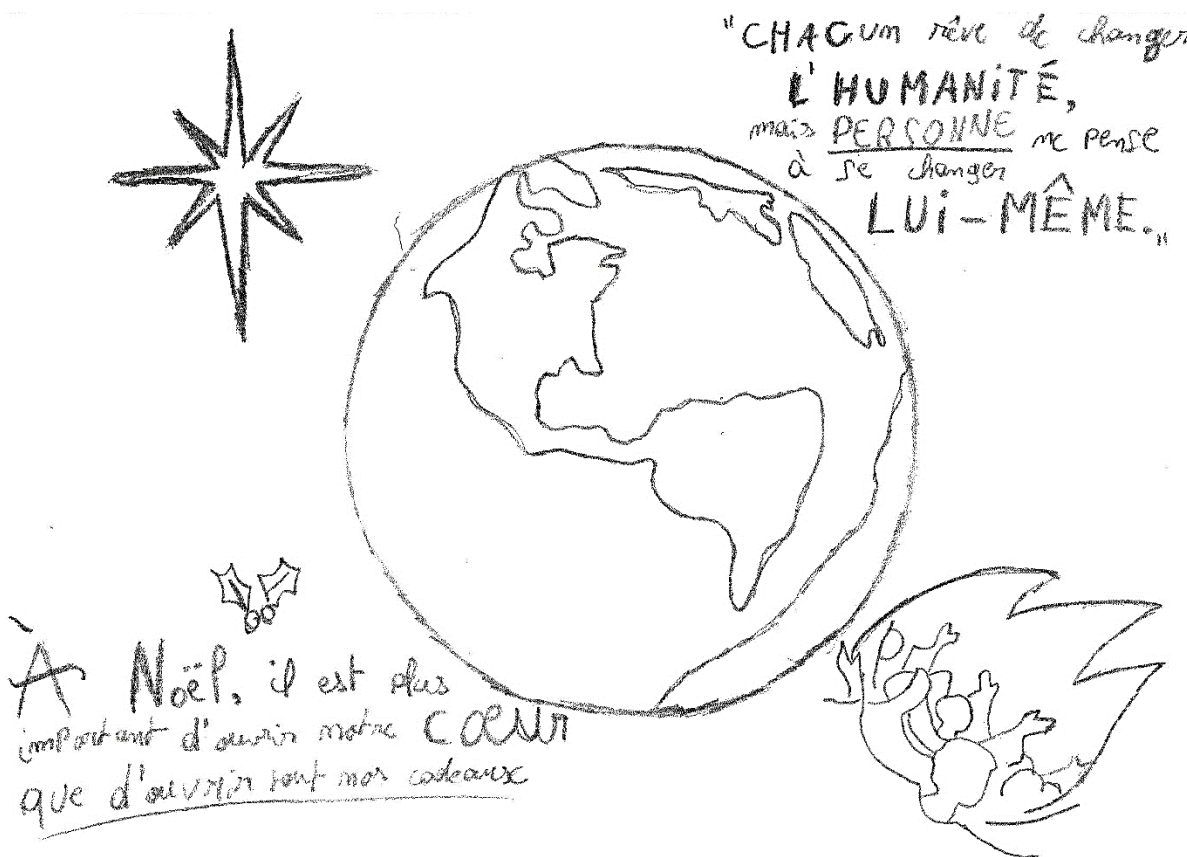 "CHACun rêve de changer
L'HUMANiTÉ,
mais PERSONNE ne pense
à se changer
LUi-MÊME."
À Noël, il est plus
important d'ouvrir notre cœur
que d'ouvrir tout nos cadeaux